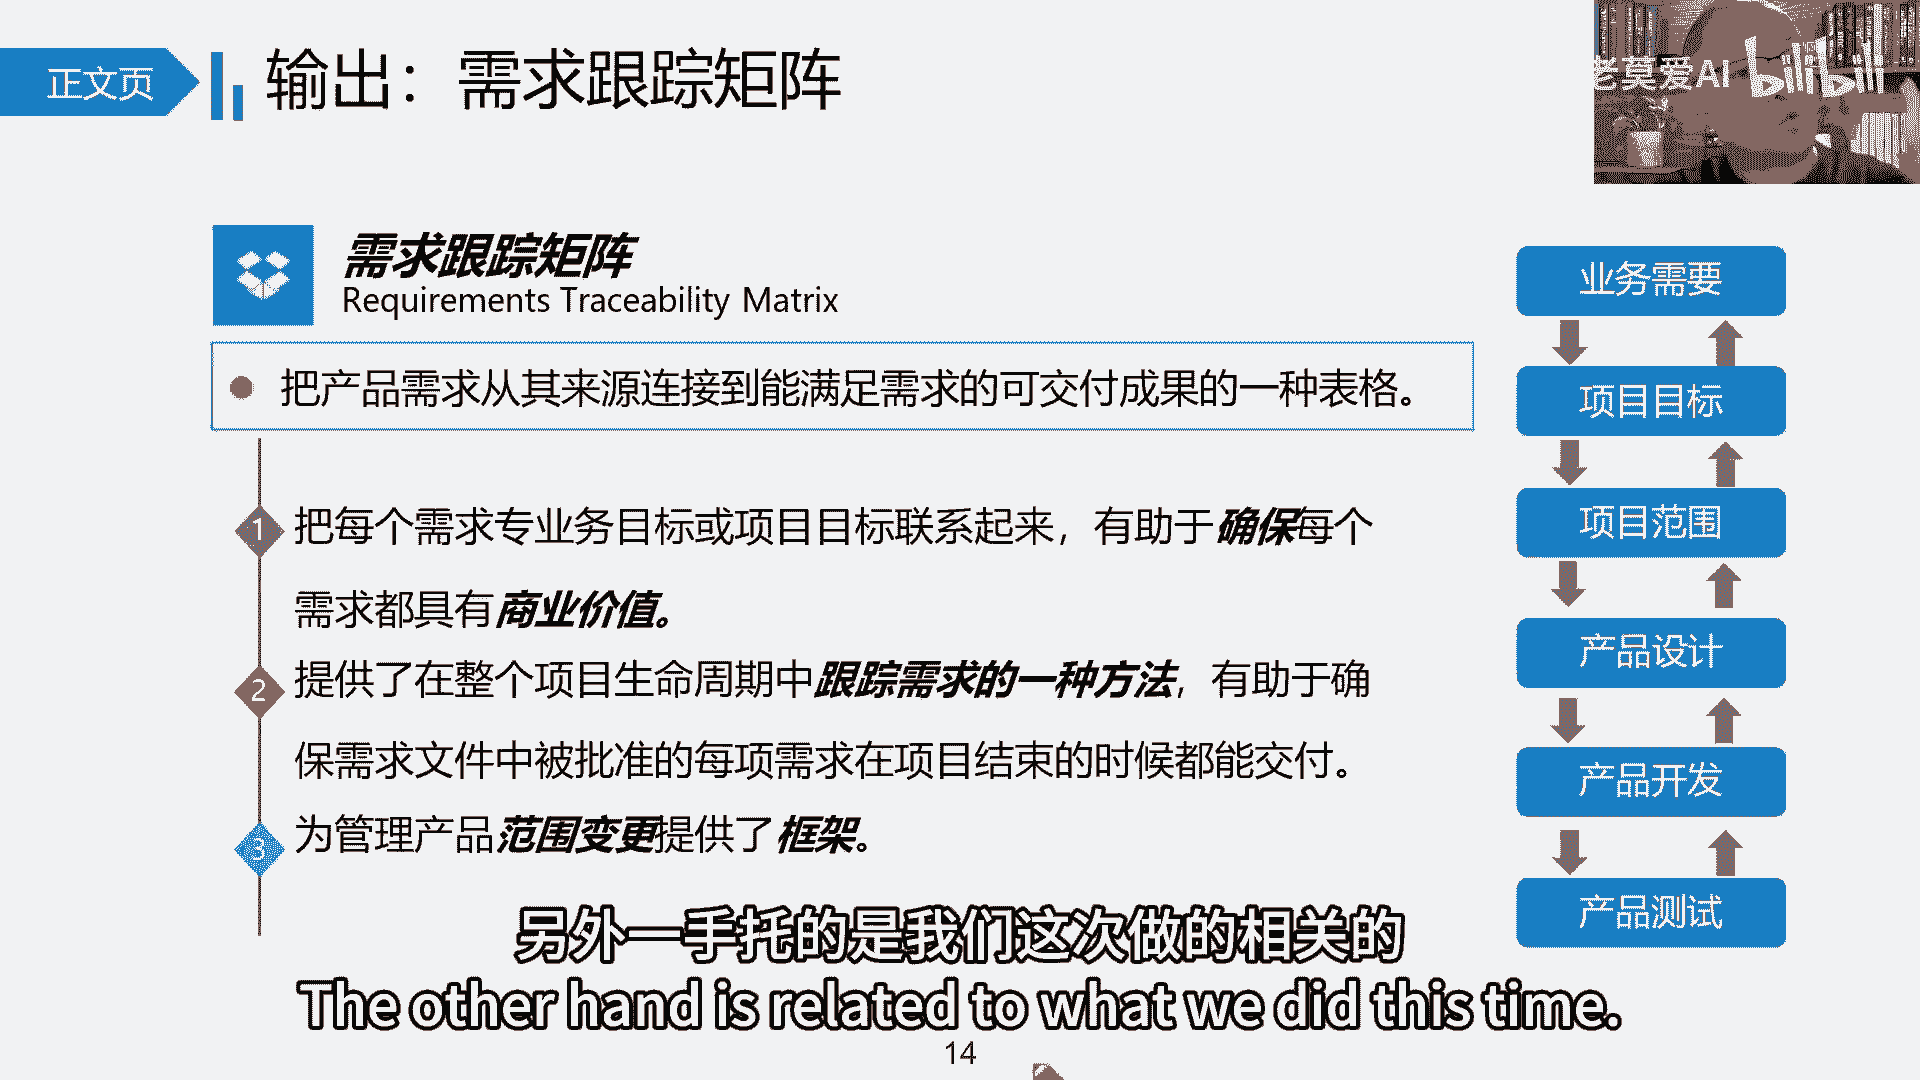 正文页
输出：需求跟踪矩阵
老莫爱AI bilibili
需求跟踪矩阵
Requirements Traceability Matrix
把产品需求从其来源连接到能满足需求的可交付成果的一种表格。
1 把每个需求专业务目标或项目目标联系起来，有助于确保每个
需求都具有商业价值。
2 提供了在整个项目生命周期中跟踪需求的一种方法，有助于确
保需求文件中被批准的每项需求在项目结束的时候都能交付。
3 为管理产品范围变更提供了框架。
业务需要
项目目标
项目范围
产品设计
产品开发
产品测试
另外一手托的是我们这次做的相关的
The other hand is related to what we did this time.
14